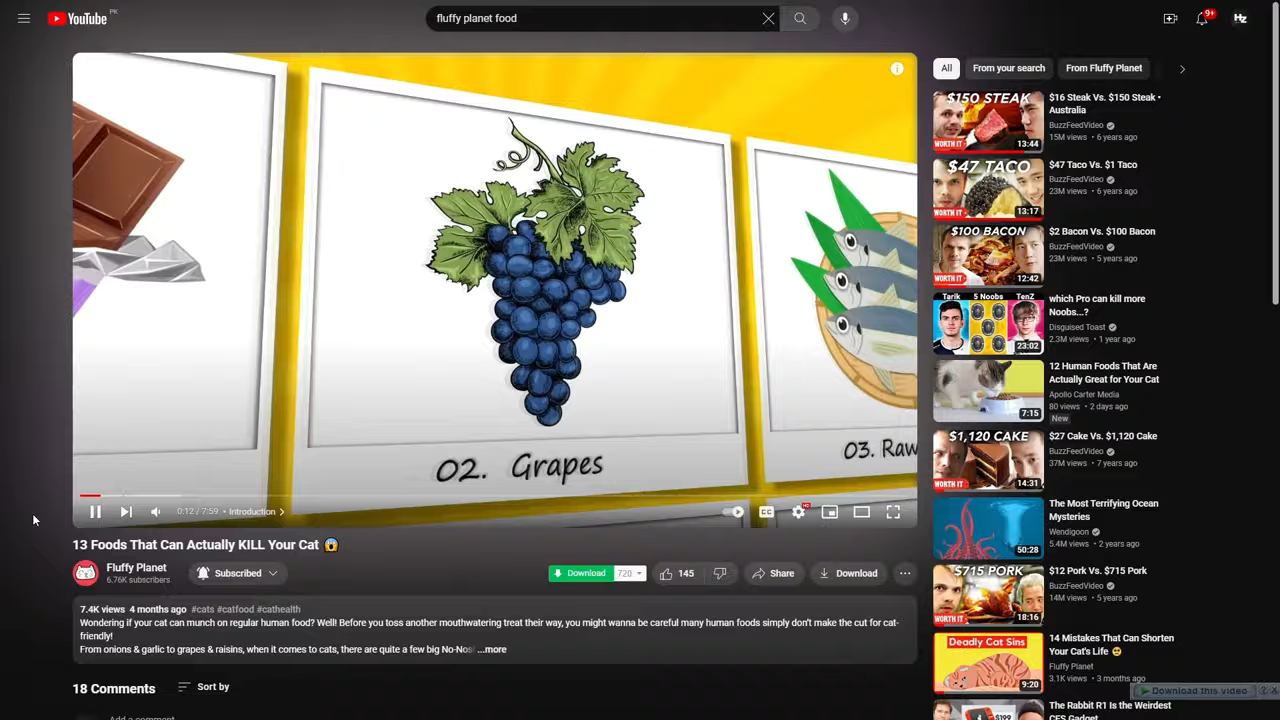 YouTube PK
fluffy planet food
9+
HZ
02. Grapes
03. Raw
0:12 / 7:59 • Introduction
CC
HD
13 Foods That Can Actually KILL Your Cat 😱
Fluffy Planet
6.76K subscribers
Subscribed
Download 720
145
Share
Download
7.4K views 4 months ago #cats #catfood #cathealth
Wondering if your cat can munch on regular human food? Well! Before you toss another mouthwatering treat their way, you might wanna be careful many human foods simply don't make the cut for cat-
friendly!
From onions & garlic to grapes & raisins, when it comes to cats, there are quite a few big No-Nos! ...more
18 Comments
Sort by
Add a comment...
All
From your search
From Fluffy Planet
$150 STEAK
WORTH IT
13:44
$16 Steak Vs. $150 Steak •
Australia
BuzzFeedVideo
15M views • 6 years ago
$47 TACO
WORTH IT
13:17
$47 Taco Vs. $1 Taco
BuzzFeedVideo
23M views • 6 years ago
$100 BACON
WORTH IT
12:42
$2 Bacon Vs. $100 Bacon
BuzzFeedVideo
23M views • 5 years ago
Tarik 5 Noobs TenZ
23:02
which Pro can kill more
Noobs...?
Disguised Toast
2.3M views • 1 year ago
7:15
12 Human Foods That Are
Actually Great for Your Cat
Apollo Carter Media
80 views • 2 days ago
New
$1,120 CAKE
WORTH IT
14:31
$27 Cake Vs. $1,120 Cake
BuzzFeedVideo
37M views • 7 years ago
50:28
The Most Terrifying Ocean
Mysteries
Wendigoon
5.4M views • 2 years ago
$715 PORK
WORTH IT
18:16
$12 Pork Vs. $715 Pork
BuzzFeedVideo
14M views • 5 years ago
Deadly Cat Sins
9:20
14 Mistakes That Can Shorten
Your Cat's Life 🥺
Fluffy Planet
3.1K views • 3 months ago
Download this video ? X
$199
The Rabbit R1 Is the Weirdest
CES Gadget